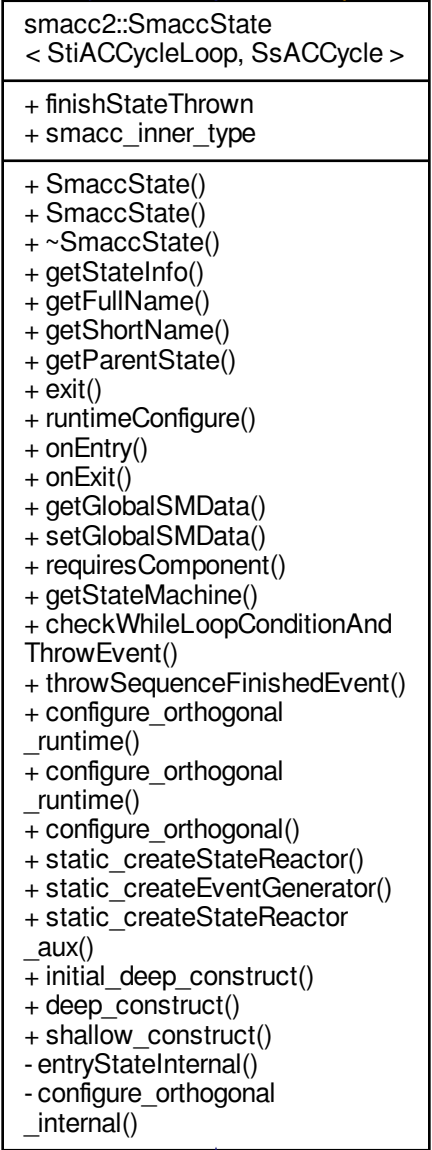 smacc2::SmaccState
< StiACCycleLoop, SsACCycle >
+ finishStateThrown
+ smacc_inner_type
+ SmaccState()
+ SmaccState()
+ ~SmaccState()
+ getStateInfo()
+ getFullName()
+ getShortName()
+ getParentState()
+ exit()
+ runtimeConfigure()
+ onEntry()
+ onExit()
+ getGlobalSMData()
+ setGlobalSMData()
+ requiresComponent()
+ getStateMachine()
+ checkWhileLoopConditionAnd
ThrowEvent()
+ throwSequenceFinishedEvent()
+ configure_orthogonal
_runtime()
+ configure_orthogonal
_runtime()
+ configure_orthogonal()
+ static_createStateReactor()
+ static_createEventGenerator()
+ static_createStateReactor
_aux()
+ initial_deep_construct()
+ deep_construct()
+ shallow_construct()
- entryStateInternal()
- configure_orthogonal
_internal()